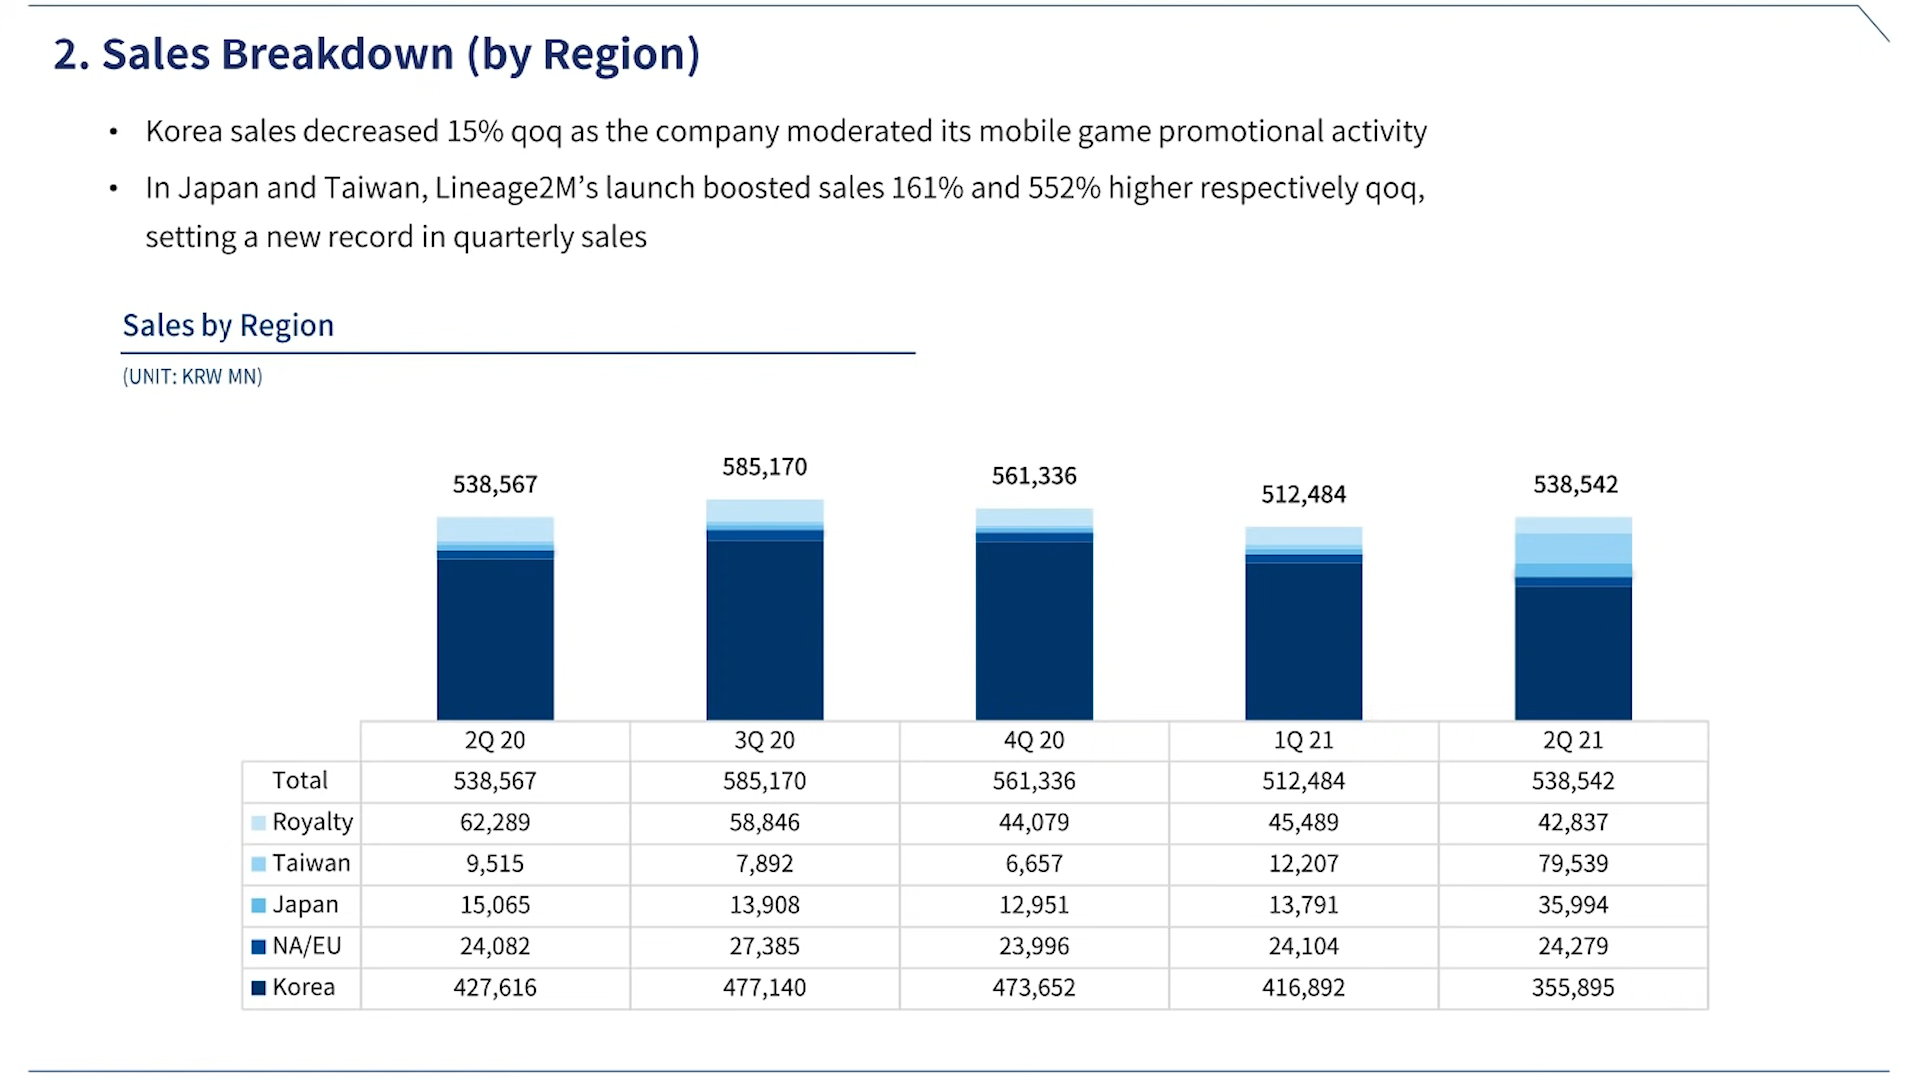 2. Sales Breakdown (by Region)
• Korea sales decreased 15% qoq as the company moderated its mobile game promotional activity
• In Japan and Taiwan, Lineage2M’s launch boosted sales 161% and 552% higher respectively qoq,
setting a new record in quarterly sales
Sales by Region
(UNIT: KRW MN)
538,567 585,170 561,336 512,484 538,542
2Q 20 3Q 20 4Q 20 1Q 21 2Q 21
Total 538,567 585,170 561,336 512,484 538,542
Royalty 62,289 58,846 44,079 45,489 42,837
Taiwan 9,515 7,892 6,657 12,207 79,539
Japan 15,065 13,908 12,951 13,791 35,994
NA/EU 24,082 27,385 23,996 24,104 24,279
Korea 427,616 477,140 473,652 416,892 355,895